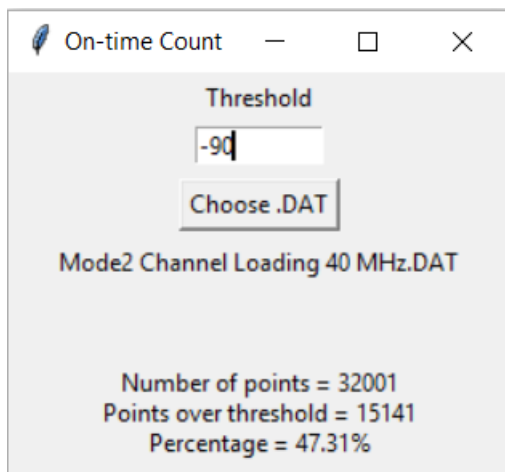 On-time Count
Threshold
-90
Choose .DAT
Mode2 Channel Loading 40 MHz.DAT
Number of points = 32001
Points over threshold = 15141
Percentage = 47.31%